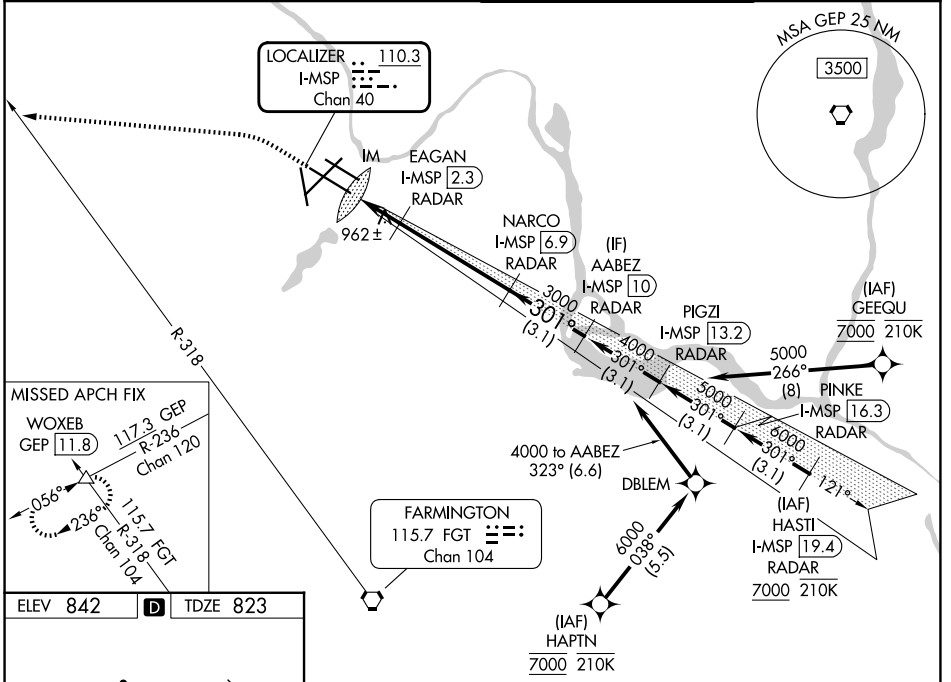 LOCALIZER 110.3
I-MSP
Chan 40
MSA GEP 25 NM
3500
IM
EAGAN
I-MSP 2.3
RADAR
962±
NARCO
I-MSP 6.9
RADAR
(IF)
AABEZ
I-MSP 10
RADAR
PIGZI
I-MSP 13.2
RADAR
(IAF)
GEEQU
7000 210K
5000
266°
(8)
PINKE
I-MSP 16.3
RADAR
3000
301°
(3.1)
4000
301°
(3.1)
5000
301°
(3.1)
6000
301°
(3.1)
121°
(IAF)
HASTI
I-MSP 19.4
RADAR
7000 210K
4000 to AABEZ
323° (6.6)
DBLEM
6000
038°
(5.5)
(IAF)
HAPTN
7000 210K
R-318
FARMINGTON
115.7 FGT
Chan 104
MISSED APCH FIX
WOXEB
GEP 11.8
117.3 GEP
R-236
Chan 120
056°
236°
115.7 FGT
R-318
Chan 104
ELEV 842 D TDZE 823